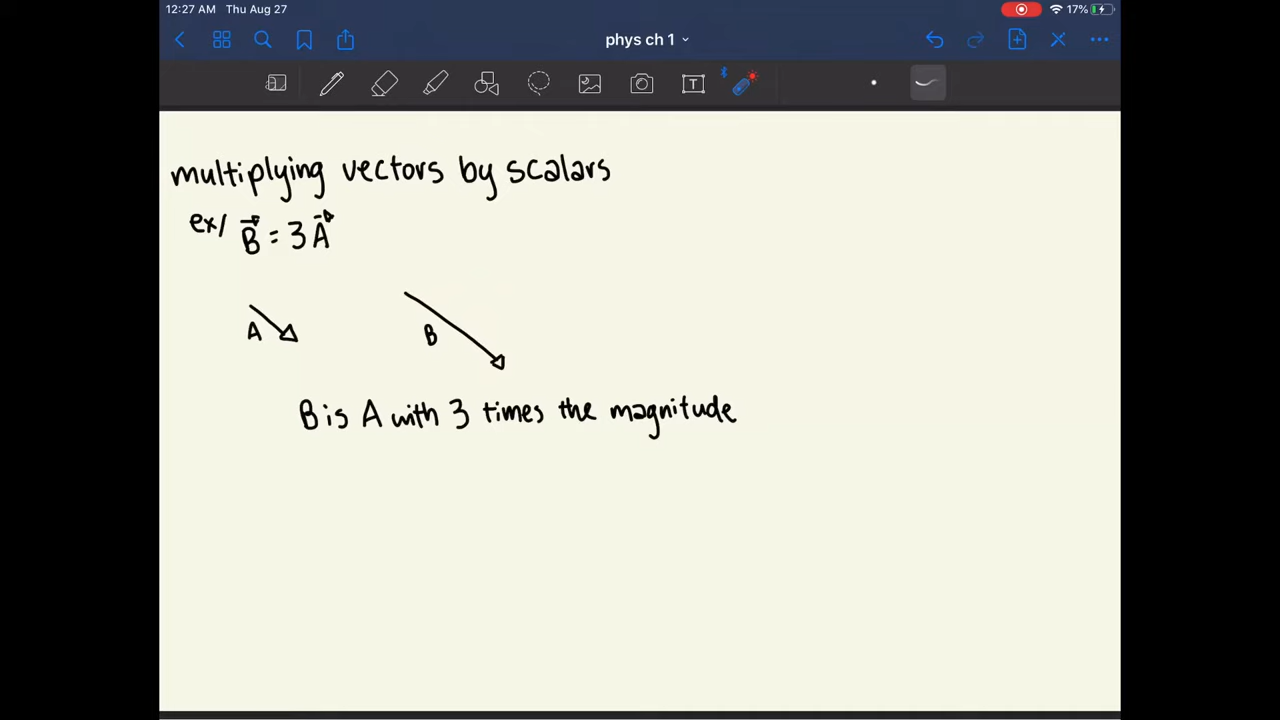 12:27 AM Thu Aug 27
17%
phys ch 1
T
multiplying vectors by scalars
ex/ B⃗ = 3A⃗
A
B
B is A with 3 times the magnitude